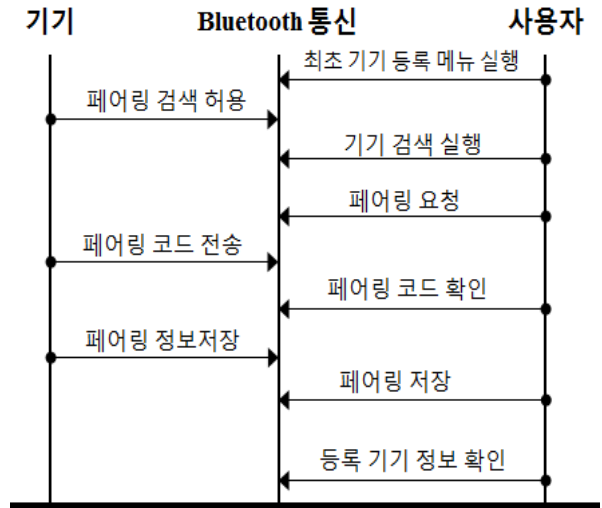 기기 Bluetooth 통신 사용자
최초 기기 등록 메뉴 실행
페어링 검색 허용
기기 검색 실행
페어링 요청
페어링 코드 전송
페어링 코드 확인
페어링 정보저장
페어링 저장
등록 기기 정보 확인